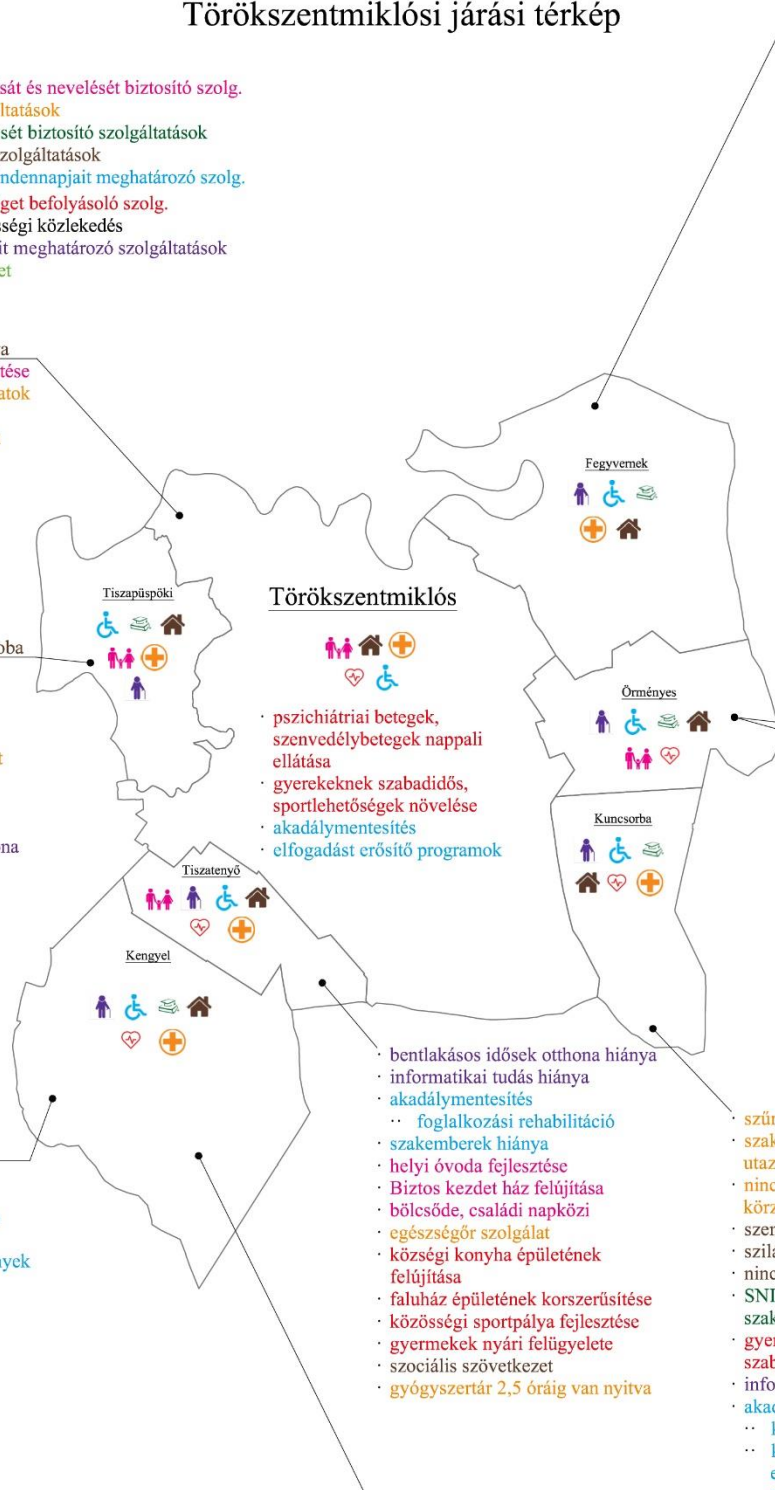 Törökszentmiklósi járási térkép
sát és nevelését biztosító szolg.
ltatások
sét biztosító szolgáltatások
zolgáltatások
ndennapjait meghatározó szolg.
get befolyásoló szolg.
sségi közlekedés
it meghatározó szolgáltatások
et
a
tése
atok
Fegyvernek
Tiszapüspöki
Törökszentmiklós
oba
· pszichiátriai betegek,
szenvedélybetegek nappali
ellátása
· gyerekeknek szabadidős,
sportlehetőségek növelése
· akadálymentesítés
· elfogadást erősítő programok
Örményes
t
Kuncsorba
na
Tiszatenyő
Kengyel
· bentlakásos idősek otthona hiánya
· informatikai tudás hiánya
· akadálymentesítés
·· foglalkozási rehabilitáció
· szakemberek hiánya
· helyi óvoda fejlesztése
· Biztos kezdet ház felújítása
· bölcsőde, családi napközi
· egészségőr szolgálat
· községi konyha épületének
felújítása
· faluház épületének korszerűsítése
· közösségi sportpálya fejlesztése
· gyermekek nyári felügyelete
· szociális szövetkezet
· gyógyszertár 2,5 óráig van nyitva
nyek
· szűr
· szak
utaz
· ninc
körz
· szen
· szila
· ninc
· SNI
szak
· gyer
szab
· info
· akad
·· k
·· k
e